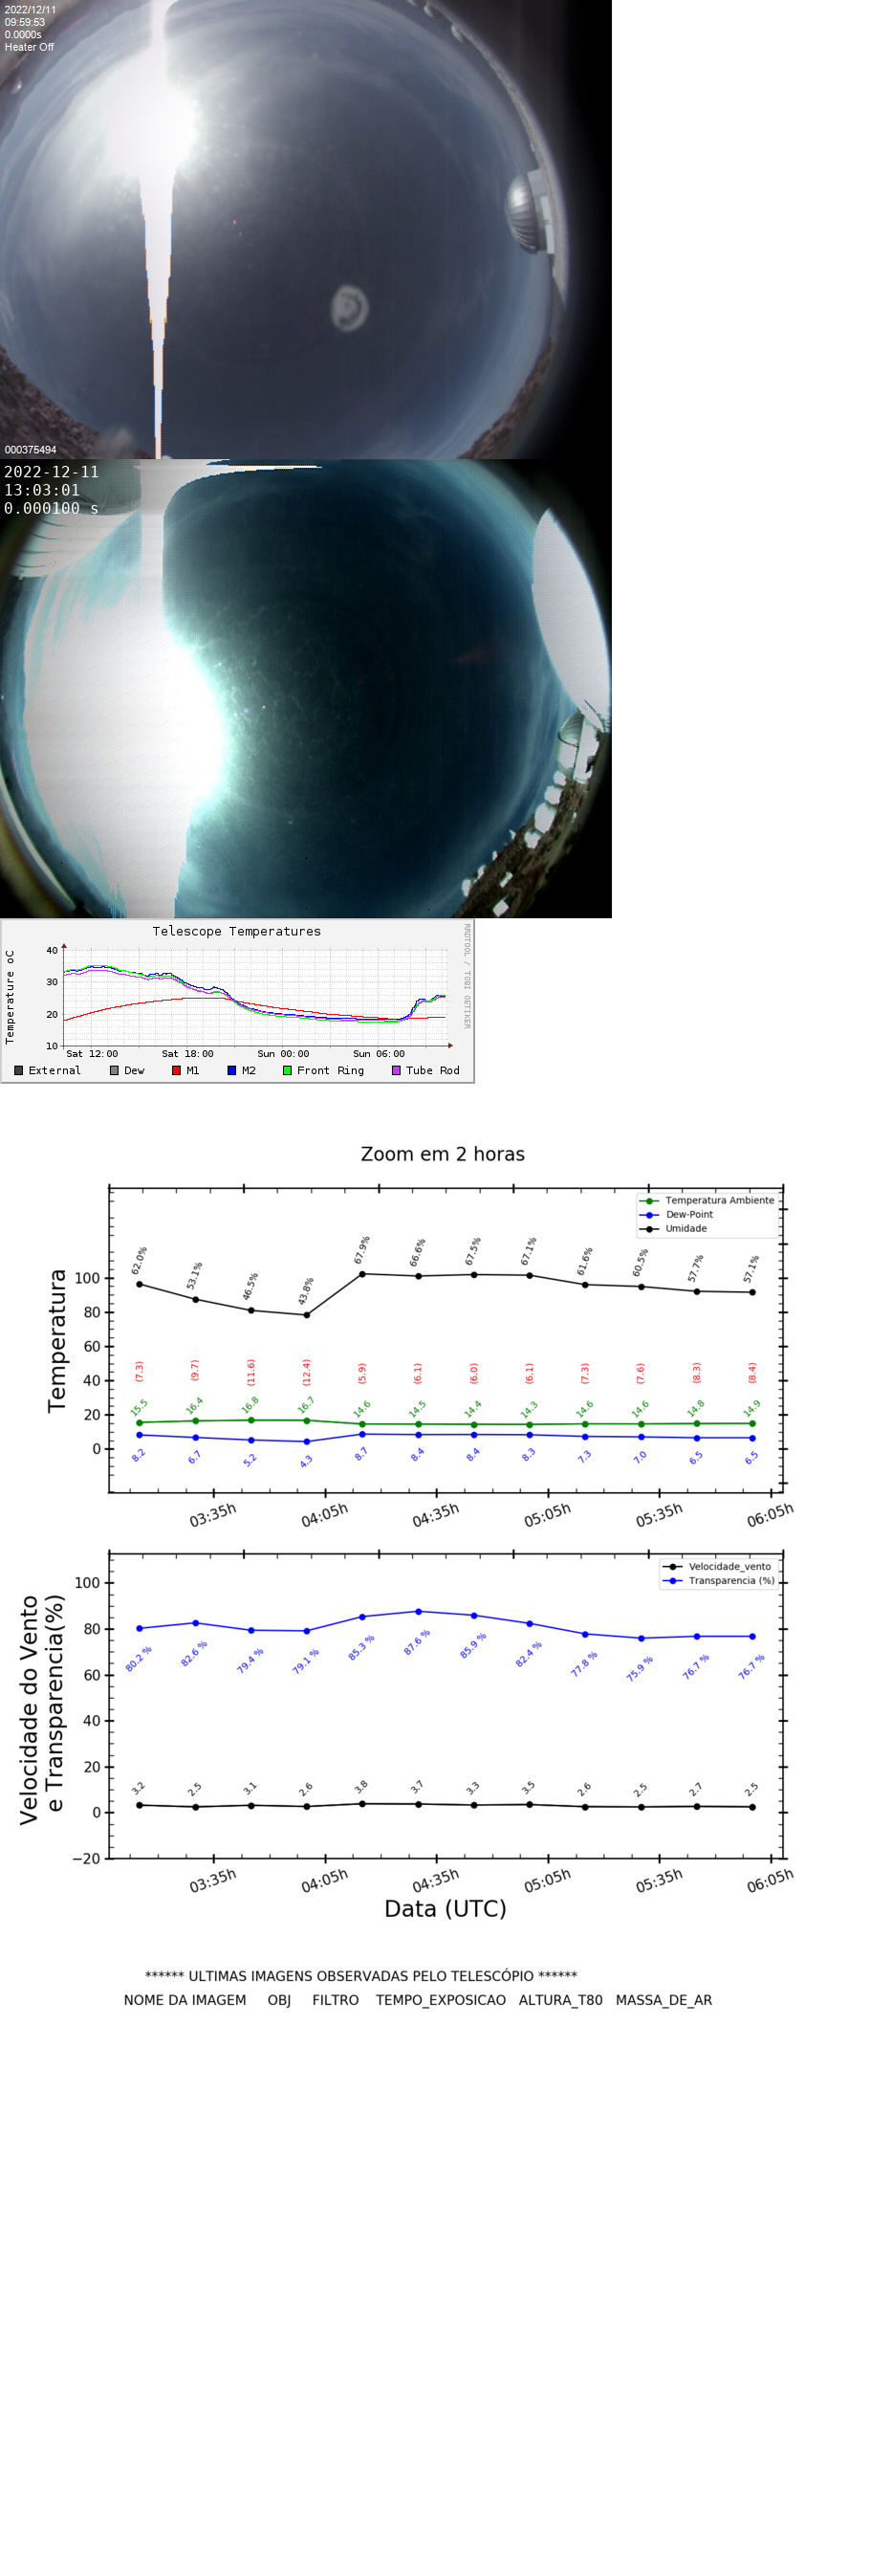 2022/12/11
09:59:53
0.0000s
Heater Off
000375494
2022-12-11
13:03:01
0.000100 s
Telescope Temperatures
RRDTOOL / TOBI OETIKER
Temperature oC
40
30
20
10
Sat 12:00 Sat 18:00 Sun 00:00 Sun 06:00
External Dew M1 M2 Front Ring Tube Rod
Zoom em 2 horas
Temperatura Ambiente
Dew-Point
Umidade
Temperatura
100
80
60
40
20
0
62.0% 53.1% 46.5% 43.8% 67.9% 66.6% 67.5% 67.1% 61.6% 60.5% 57.7% 57.1%
(7.3) (9.7) (11.6) (12.4) (5.9) (6.1) (6.0) (6.1) (7.3) (7.6) (8.3) (8.4)
15.5 16.4 16.8 16.7 14.6 14.5 14.4 14.3 14.6 14.6 14.8 14.9
8.2 6.7 5.2 4.3 8.7 8.4 8.4 8.3 7.3 7.0 6.5 6.5
03:35h 04:05h 04:35h 05:05h 05:35h 06:05h
Velocidade_vento
Transparencia (%)
Velocidade do Vento
e Transparencia(%)
100
80
60
40
20
0
−20
80.2 % 82.6 % 79.4 % 79.1 % 85.3 % 87.6 % 85.9 % 82.4 % 77.8 % 75.9 % 76.7 % 76.7 %
3.2 2.5 3.1 2.6 3.8 3.7 3.3 3.5 2.6 2.5 2.7 2.5
03:35h 04:05h 04:35h 05:05h 05:35h 06:05h
Data (UTC)
****** ULTIMAS IMAGENS OBSERVADAS PELO TELESCÓPIO ******
NOME DA IMAGEM OBJ FILTRO TEMPO_EXPOSICAO ALTURA_T80 MASSA_DE_AR